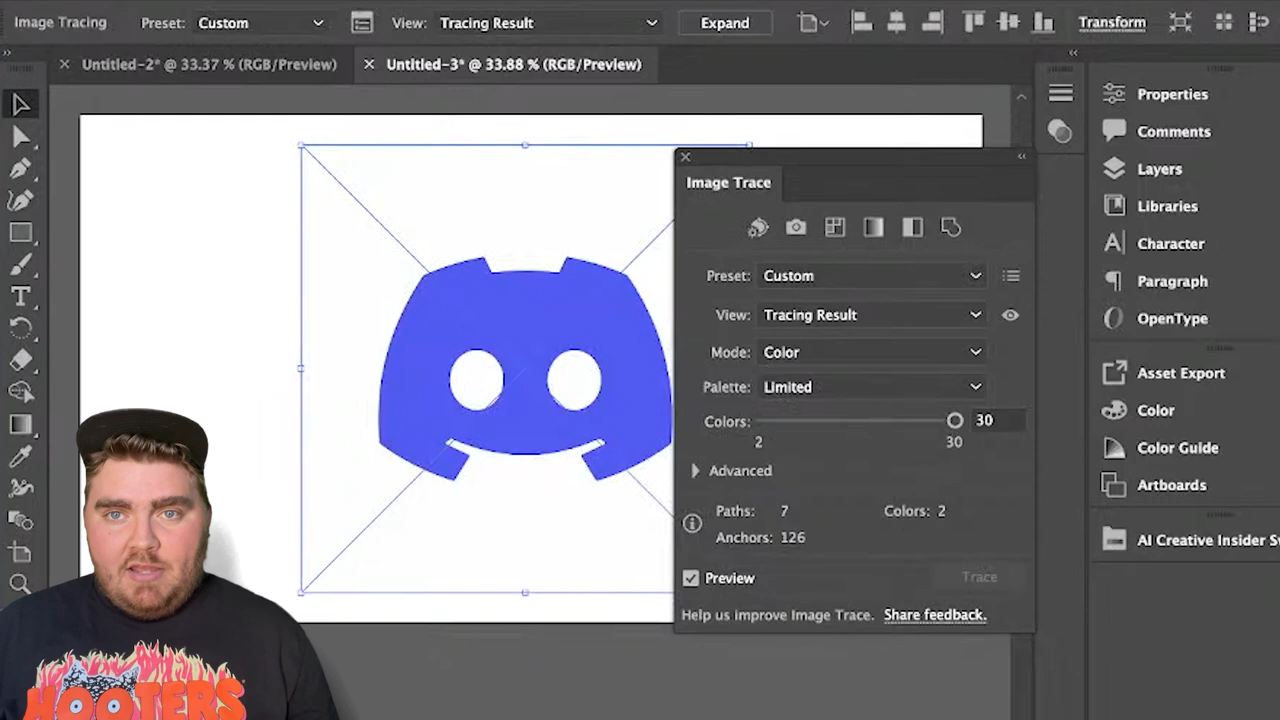 Image Tracing Preset: Custom View: Tracing Result Expand Transform
Untitled-2* @ 33.37 % (RGB/Preview) Untitled-3* @ 33.88 % (RGB/Preview)
Image Trace
Preset: Custom
View: Tracing Result
Mode: Color
Palette: Limited
Colors: 30
2 30
Advanced
Paths: 7 Colors: 2
Anchors: 126
Preview Trace
Help us improve Image Trace. Share feedback.
Properties
Comments
Layers
Libraries
Character
Paragraph
OpenType
Asset Export
Color
Color Guide
Artboards
AI Creative Insider
HOOTERS